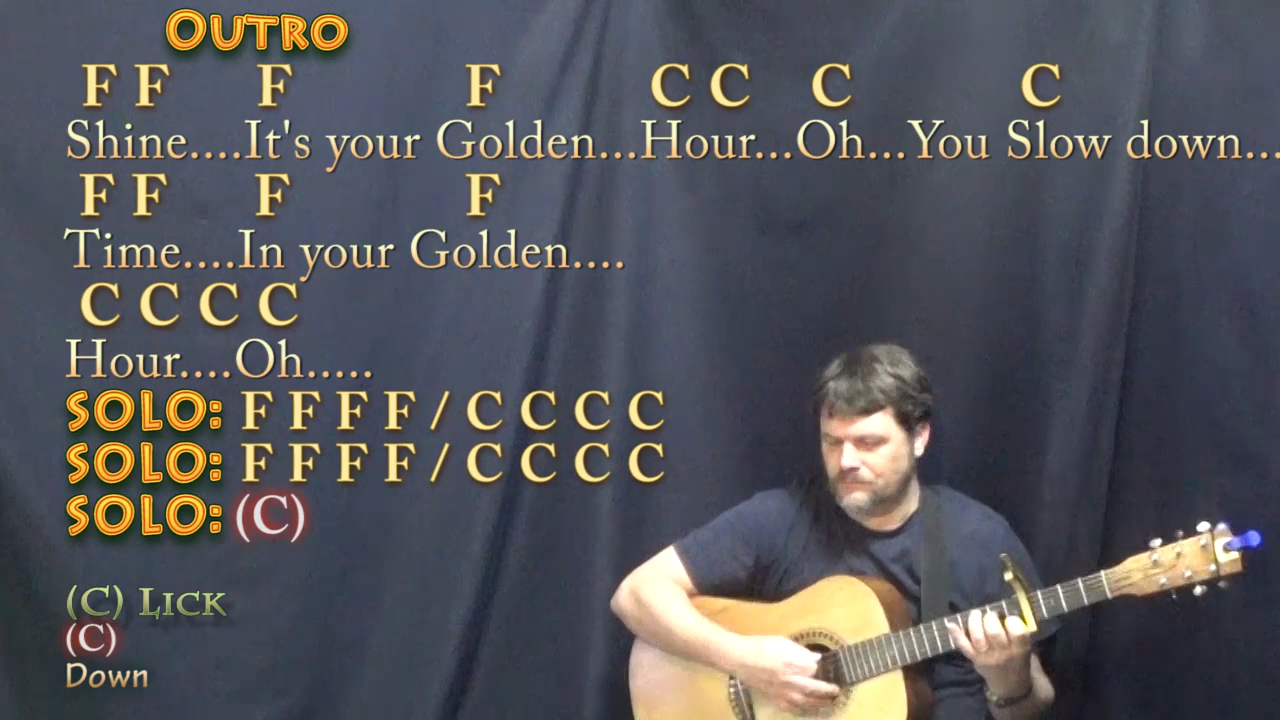 OUTRO
F F F F C C C C
Shine....It's your Golden...Hour...Oh...You Slow down...
F F F F
Time....In your Golden....
C C C C
Hour....Oh.....
SOLO: F F F F / C C C C
SOLO: F F F F / C C C C
SOLO: (C)
(C) LICK
(C)
Down